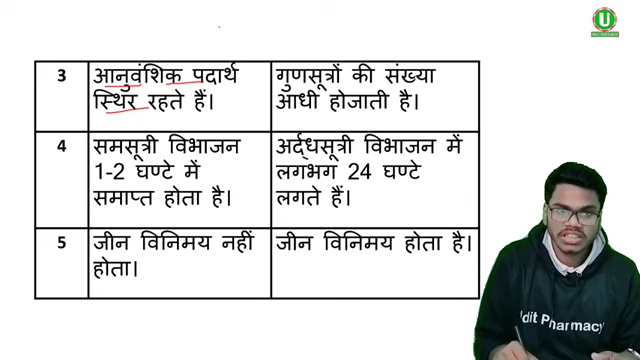 3
आनुवंशिक पदार्थ
स्थिर रहते हैं।
गुणसूत्रों की संख्या
आधी होजाती है।
4
समसूत्री विभाजन
1-2 घण्टे में
समाप्त होता है।
अर्द्धसूत्री विभाजन में
लगभग 24 घण्टे
लगते हैं।
5
जीन विनिमय नहीं
होता।
जीन विनिमय होता है।
U
dit Pharmacy